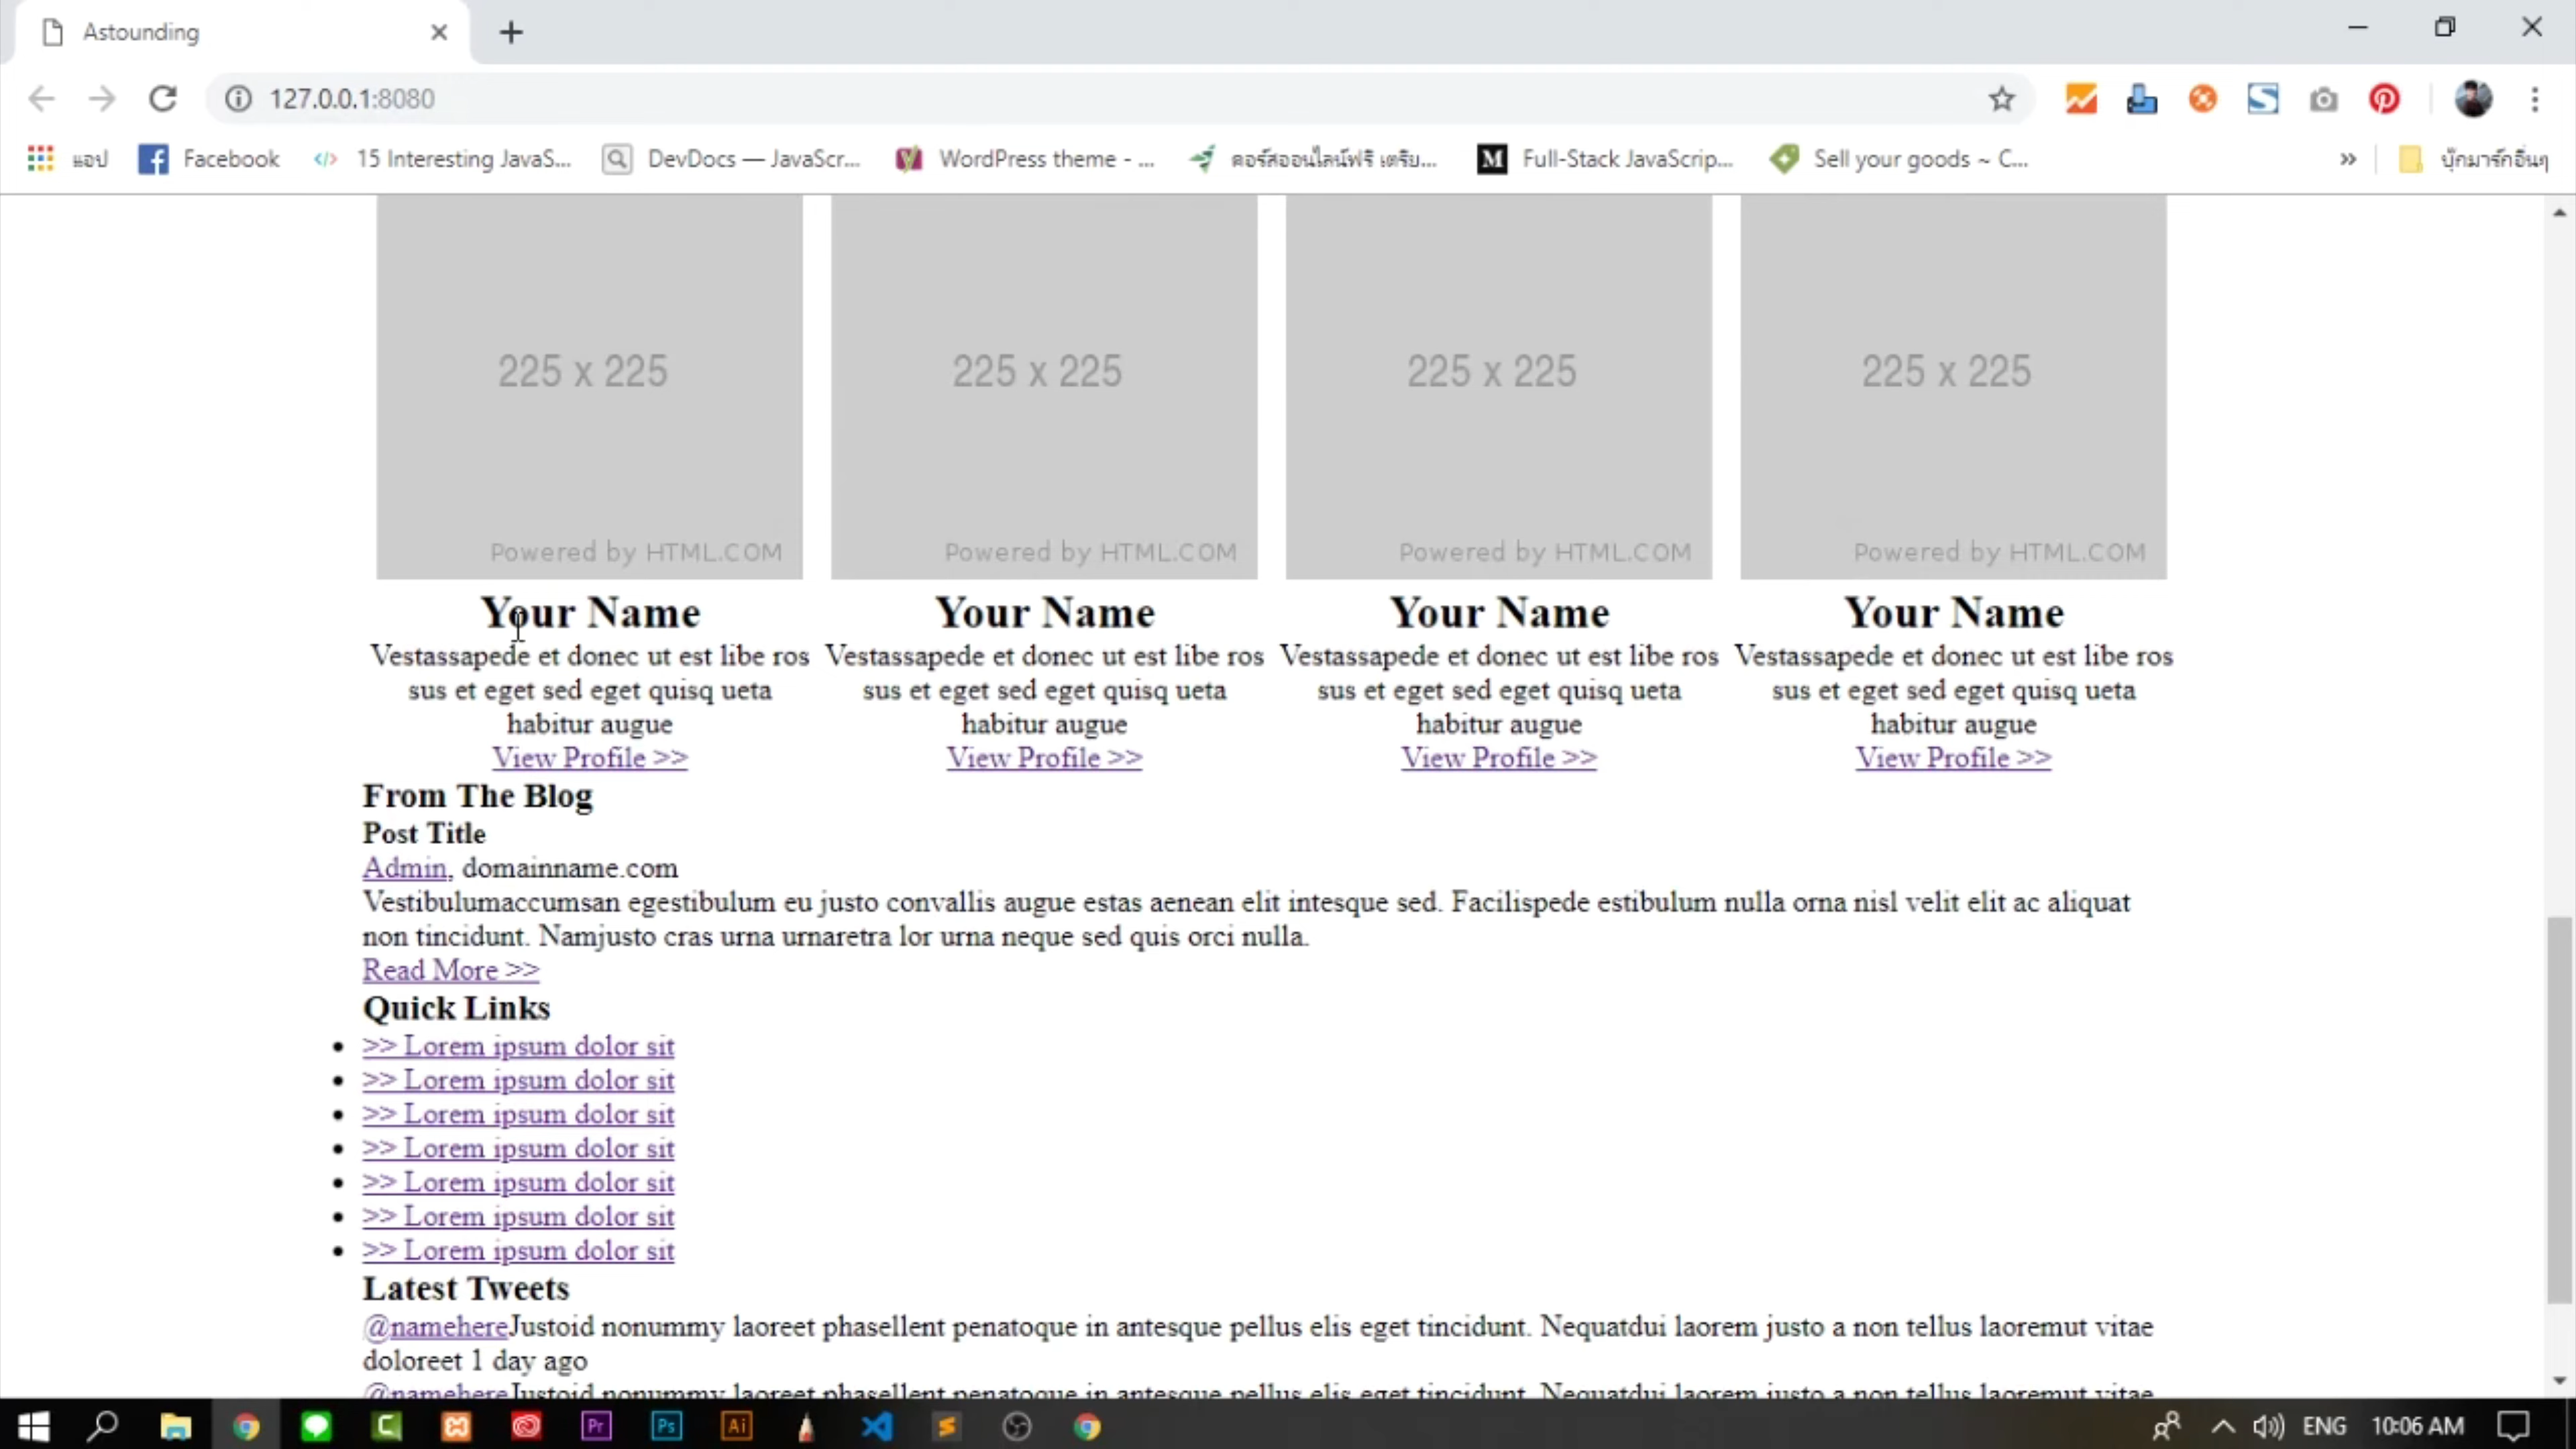 Astounding
127.0.0.1:8080
แอป Facebook 15 Interesting JavaS... DevDocs — JavaScr... WordPress theme - ... คอร์สออนไลน์ฟรี เตรีย... Full-Stack JavaScrip... Sell your goods ~ C... » บุ๊กมาร์กอื่นๆ
225 x 225 225 x 225 225 x 225 225 x 225
Powered by HTML.COM Powered by HTML.COM Powered by HTML.COM Powered by HTML.COM
Your Name Your Name Your Name Your Name
Vestassapede et donec ut est libe ros Vestassapede et donec ut est libe ros Vestassapede et donec ut est libe ros Vestassapede et donec ut est libe ros
sus et eget sed eget quisq ueta sus et eget sed eget quisq ueta sus et eget sed eget quisq ueta sus et eget sed eget quisq ueta
habitur augue habitur augue habitur augue habitur augue
View Profile >> View Profile >> View Profile >> View Profile >>
From The Blog
Post Title
Admin, domainname.com
Vestibulumaccumsan egestibulum eu justo convallis augue estas aenean elit intesque sed. Facilispede estibulum nulla orna nisl velit elit ac aliquat
non tincidunt. Namjusto cras urna urnaretra lor urna neque sed quis orci nulla.
Read More >>
Quick Links
• >> Lorem ipsum dolor sit
• >> Lorem ipsum dolor sit
• >> Lorem ipsum dolor sit
• >> Lorem ipsum dolor sit
• >> Lorem ipsum dolor sit
• >> Lorem ipsum dolor sit
• >> Lorem ipsum dolor sit
Latest Tweets
@namehereJustoid nonummy laoreet phasellent penatoque in antesque pellus elis eget tincidunt. Nequatdui laorem justo a non tellus laoremut vitae
doloreet 1 day ago
@namehereJustoid nonummy laoreet phasellent penatoque in antesque pellus elis eget tincidunt. Nequatdui laorem justo a non tellus laoremut vitae
Pr Ps Ai ENG 10:06 AM